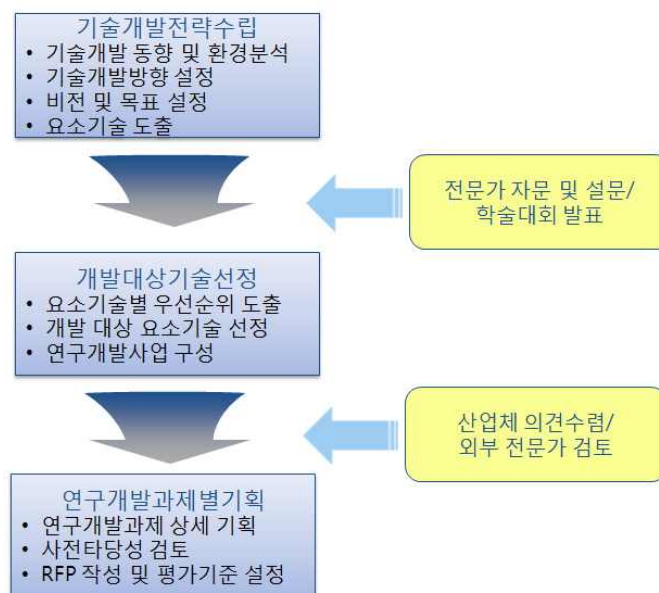 기술개발전략수립
• 기술개발 동향 및 환경분석
• 기술개발방향 설정
• 비전 및 목표 설정
• 요소기술 도출
전문가 자문 및 설문/
학술대회 발표
개발대상기술선정
• 요소기술별 우선순위 도출
• 개발 대상 요소기술 선정
• 연구개발사업 구성
산업체 의견수렴/
외부 전문가 검토
연구개발과제별기획
• 연구개발과제 상세 기획
• 사전타당성 검토
• RFP 작성 및 평가기준 설정